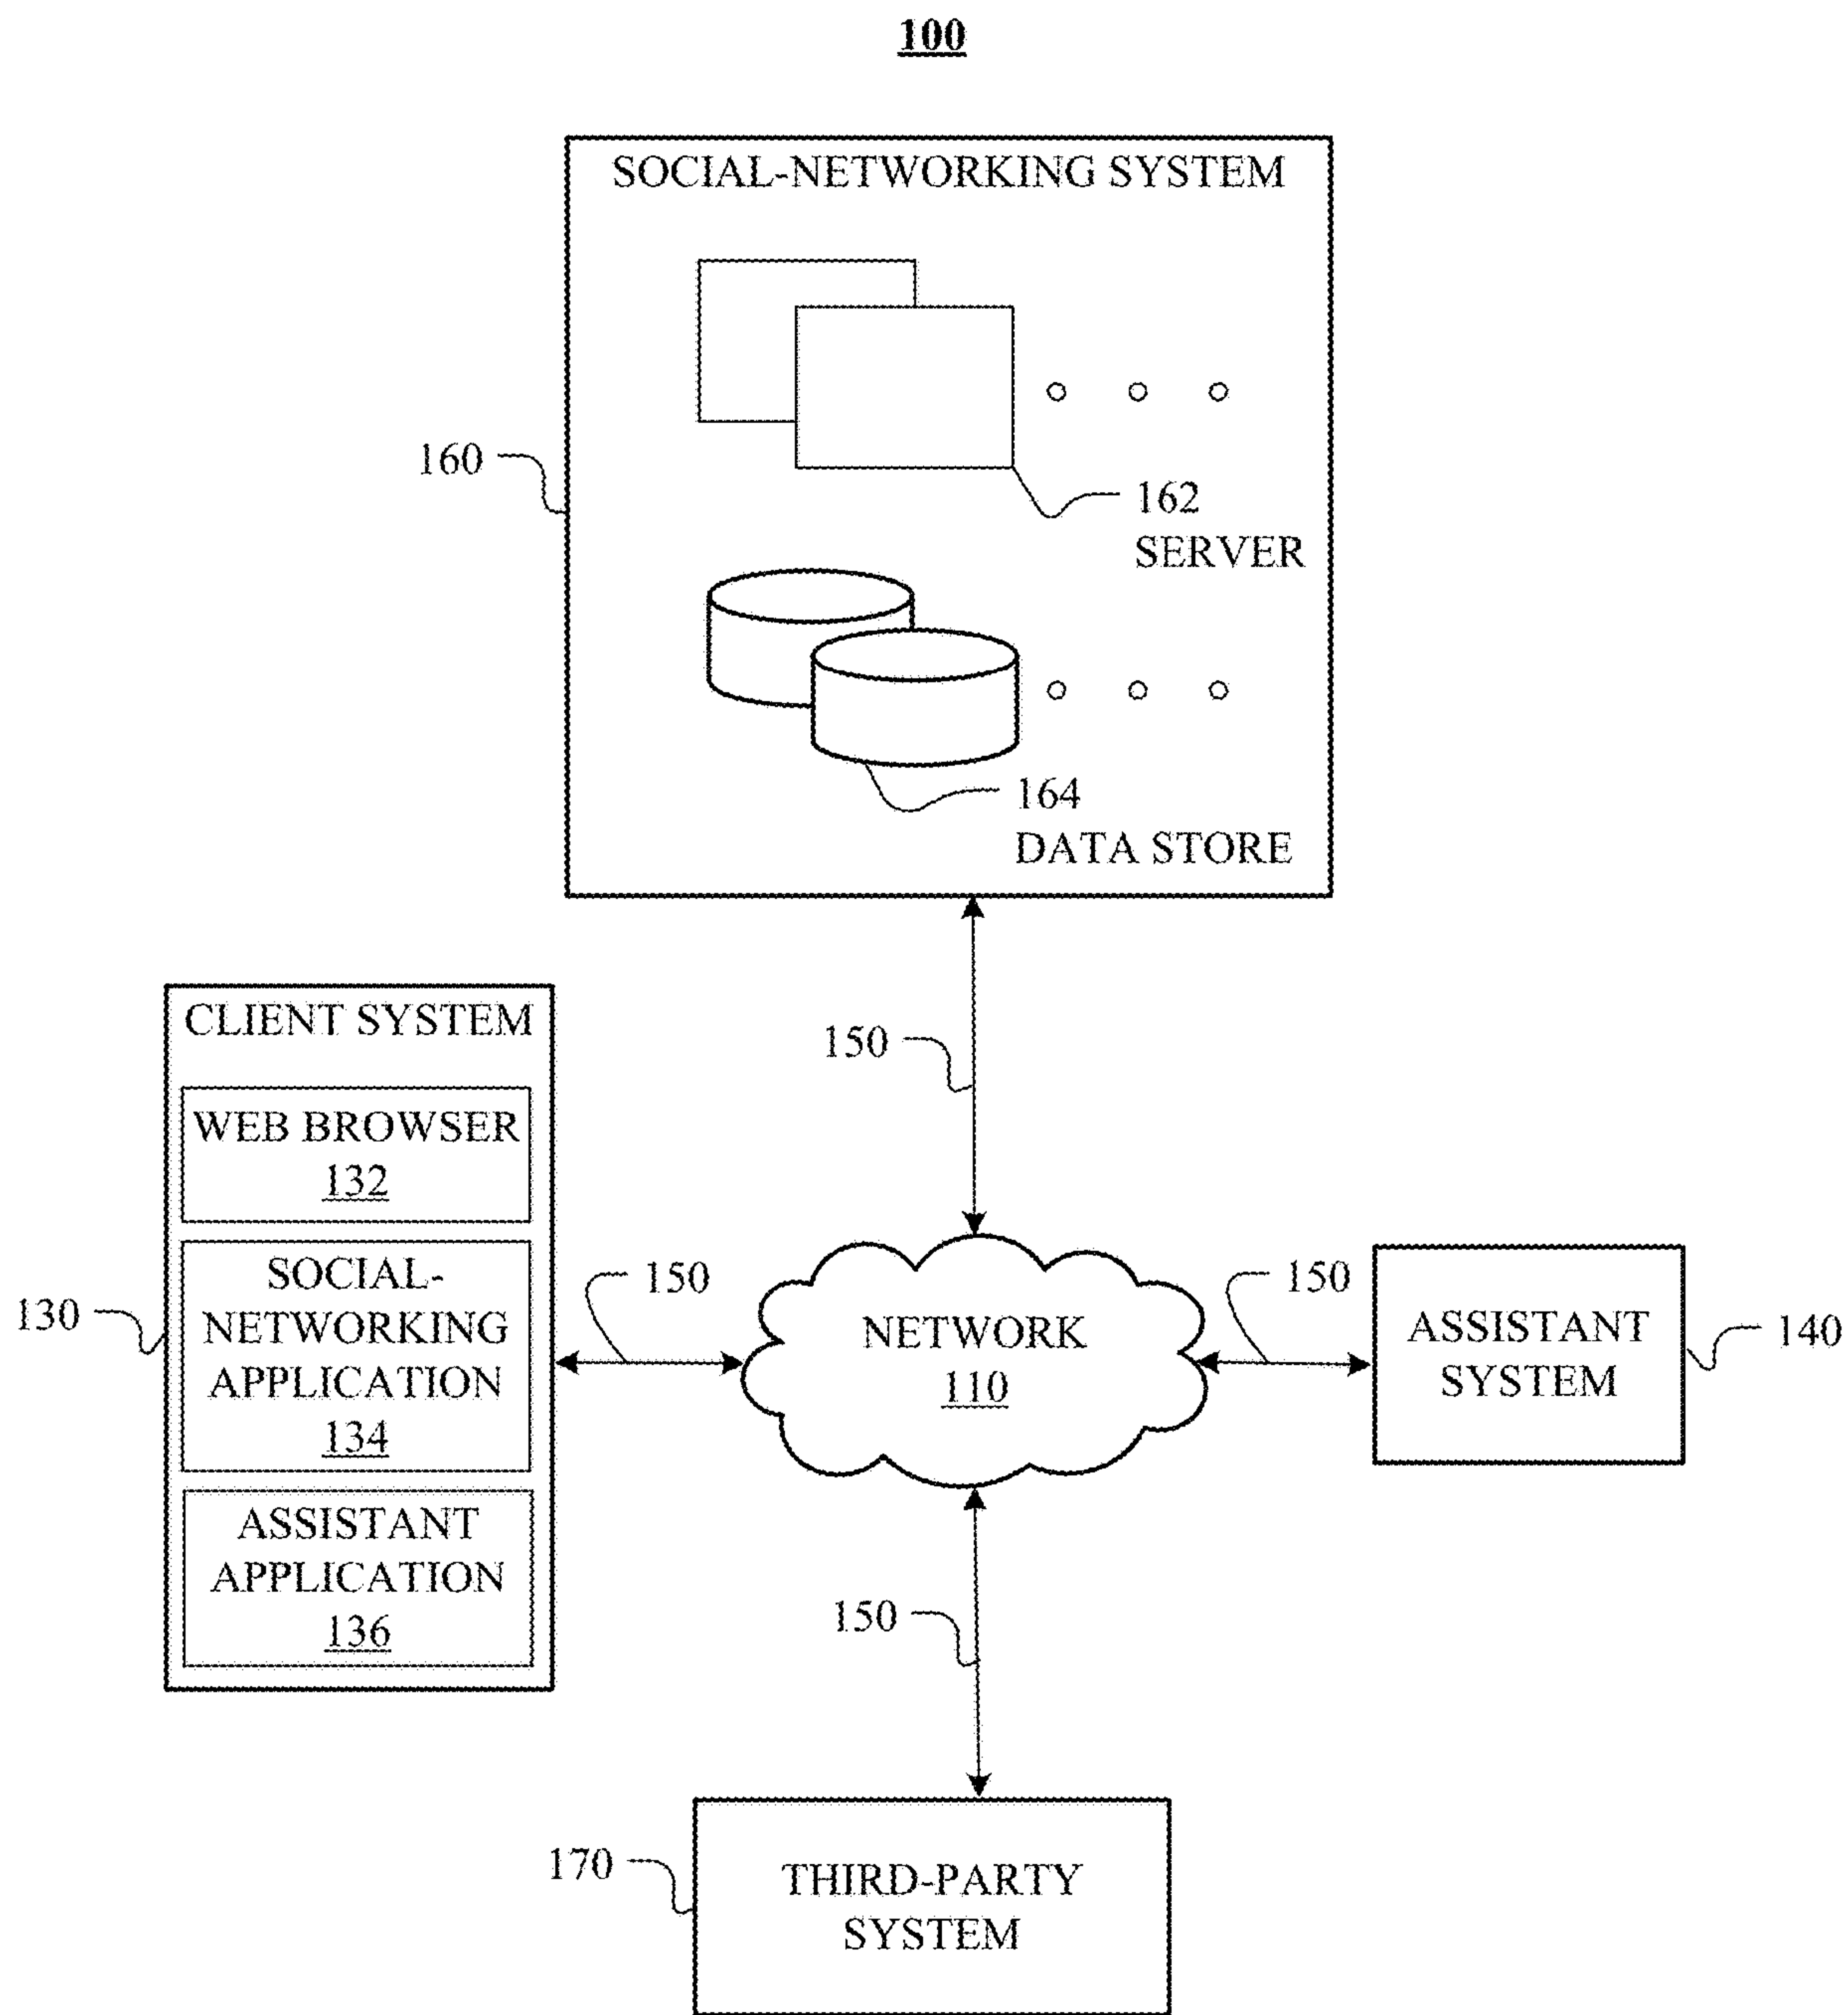 100
SOCIAL-NETWORKING SYSTEM
160
162
SERVER
164
DATA STORE
CLIENT SYSTEM
WEB BROWSER
132
SOCIAL-
NETWORKING
APPLICATION
134
ASSISTANT
APPLICATION
136
130
150
150
NETWORK
110
150
ASSISTANT
SYSTEM
140
150
170
THIRD-PARTY
SYSTEM